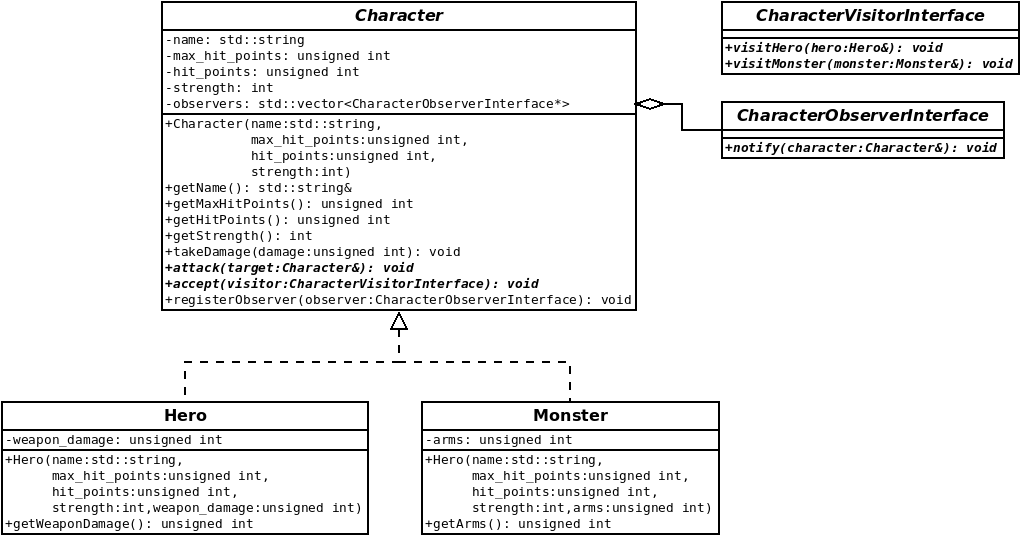 Character
-name: std::string
-max_hit_points: unsigned int
-hit_points: unsigned int
-strength: int
-observers: std::vector<CharacterObserverInterface*>
+Character(name:std::string,
max_hit_points:unsigned int,
hit_points:unsigned int,
strength:int)
+getName(): std::string&
+getMaxHitPoints(): unsigned int
+getHitPoints(): unsigned int
+getStrength(): int
+takeDamage(damage:unsigned int): void
+attack(target:Character&): void
+accept(visitor:CharacterVisitorInterface): void
+registerObserver(observer:CharacterObserverInterface): void
CharacterVisitorInterface
+visitHero(hero:Hero&): void
+visitMonster(monster:Monster&): void
CharacterObserverInterface
+notify(character:Character&): void
Hero
-weapon_damage: unsigned int
+Hero(name:std::string,
max_hit_points:unsigned int,
hit_points:unsigned int,
strength:int,weapon_damage:unsigned int)
+getWeaponDamage(): unsigned int
Monster
-arms: unsigned int
+Hero(name:std::string,
max_hit_points:unsigned int,
hit_points:unsigned int,
strength:int,arms:unsigned int)
+getArms(): unsigned int